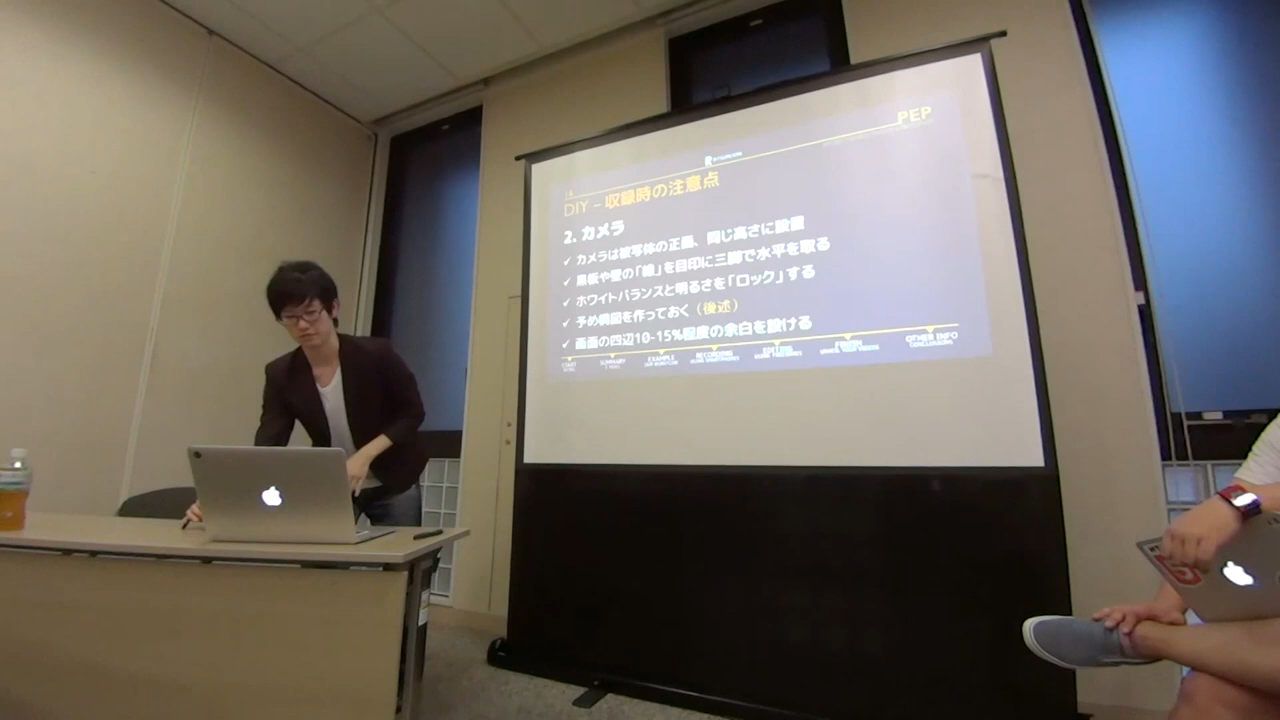 PEP
14
DIY – 収録時の注意点
2. カメラ
✓ カメラは被写体の正面、同じ高さに設置
✓ 黒板や壁の「線」を目印に三脚で水平を取る
✓ ホワイトバランスと明るさを「ロック」する
✓ 予め構図を作っておく（後述）
✓ 画面の四辺10-15%程度の余白を設ける
START SUMMARY EXAMPLE RECORDING EDITING FINISH OTHER INFO